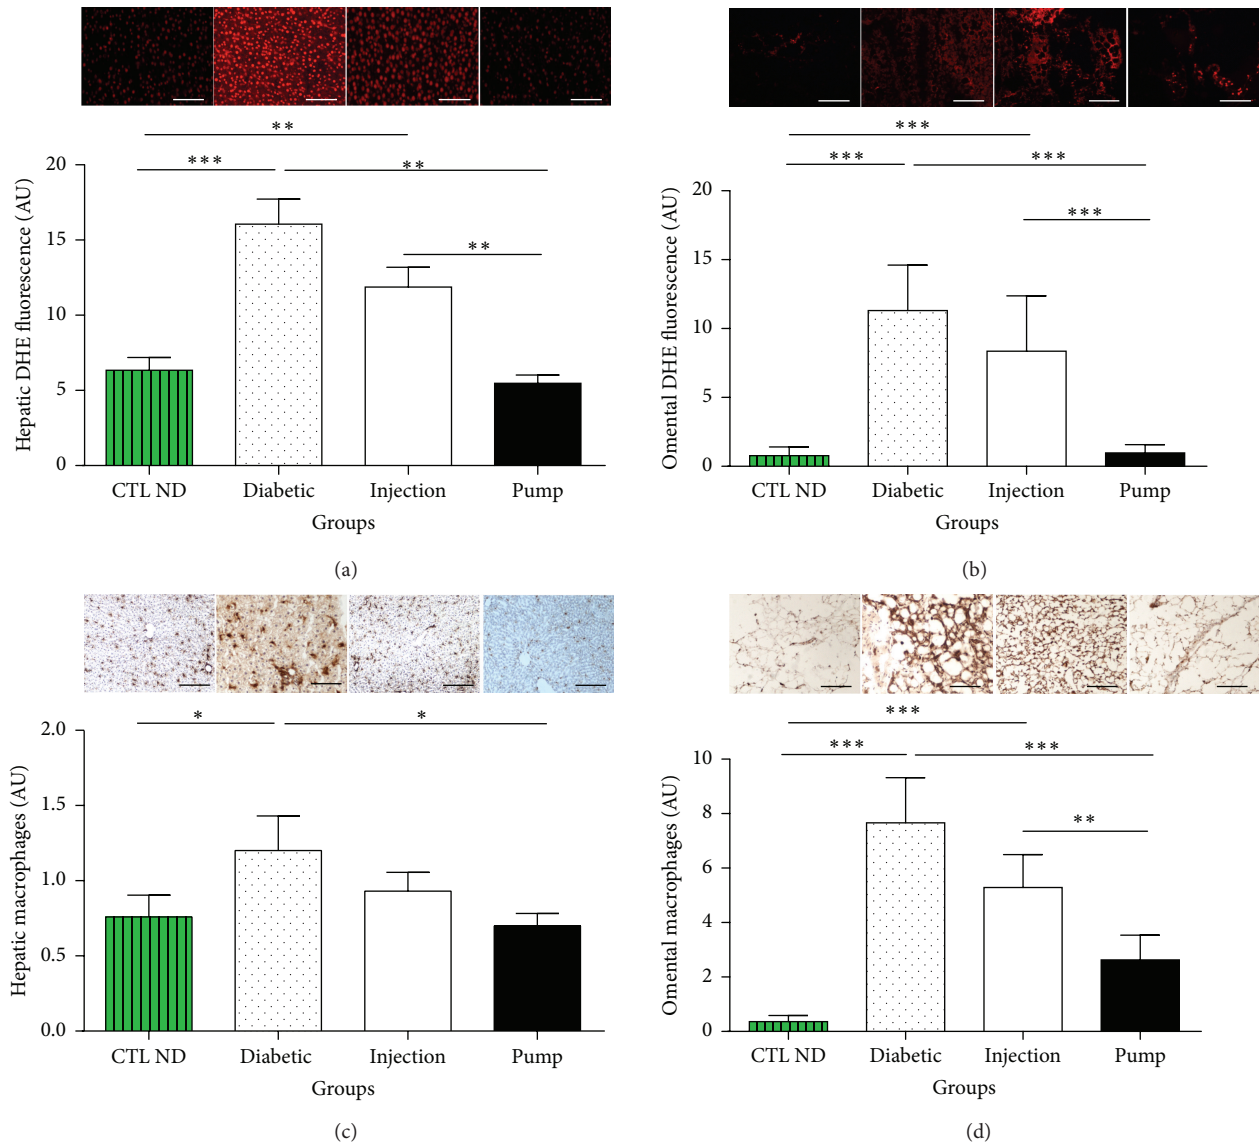 **
***
**
**
Hepatic DHE fluorescence (AU)
20
15
10
5
0
CTL ND Diabetic Injection Pump
Groups
(a)
***
***
***
***
Omental DHE fluorescence (AU)
20
15
10
5
0
CTL ND Diabetic Injection Pump
Groups
(b)
*
*
Hepatic macrophages (AU)
2.0
1.5
1.0
0.5
0.0
CTL ND Diabetic Injection Pump
Groups
(c)
***
***
***
**
Omental macrophages (AU)
10
8
6
4
2
0
CTL ND Diabetic Injection Pump
Groups
(d)